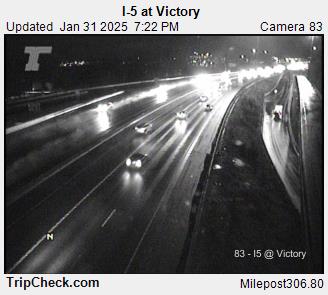 I-5 at Victory
Updated Jan 31 2025 7:22 PM Camera 83
T
N
83 - I5 @ Victory
TripCheck.com Milepost306.80